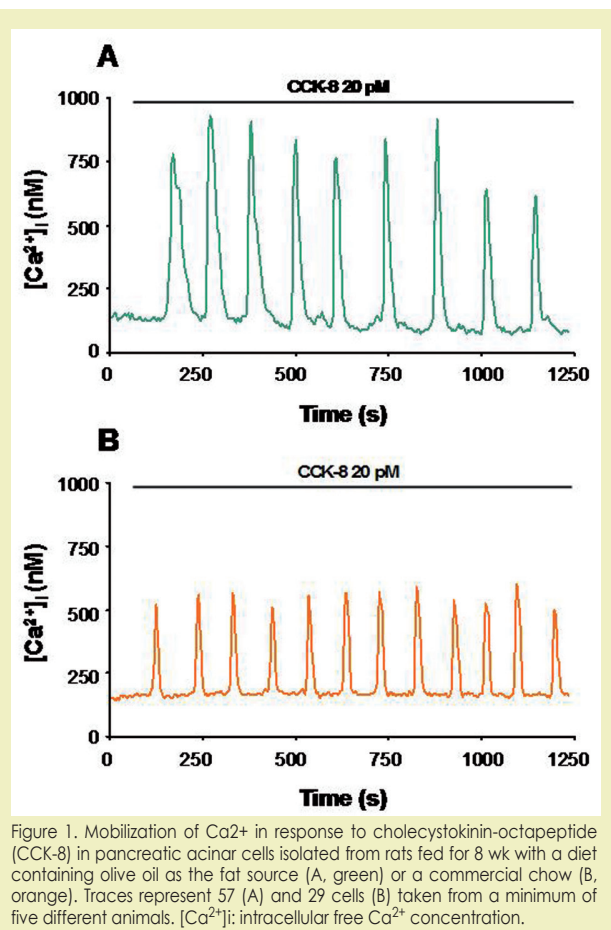 A
CCK-8 20 pM
1000
750
500
250
0
[Ca²⁺]i (nM)
0 250 500 750 1000 1250
Time (s)
B
CCK-8 20 pM
1000
750
500
250
0
[Ca²⁺]i (nM)
0 250 500 750 1000 1250
Time (s)
Figure 1. Mobilization of Ca2+ in response to cholecystokinin-octapeptide
(CCK-8) in pancreatic acinar cells isolated from rats fed for 8 wk with a diet
containing olive oil as the fat source (A, green) or a commercial chow (B,
orange). Traces represent 57 (A) and 29 cells (B) taken from a minimum of
five different animals. [Ca²⁺]i: intracellular free Ca²⁺ concentration.